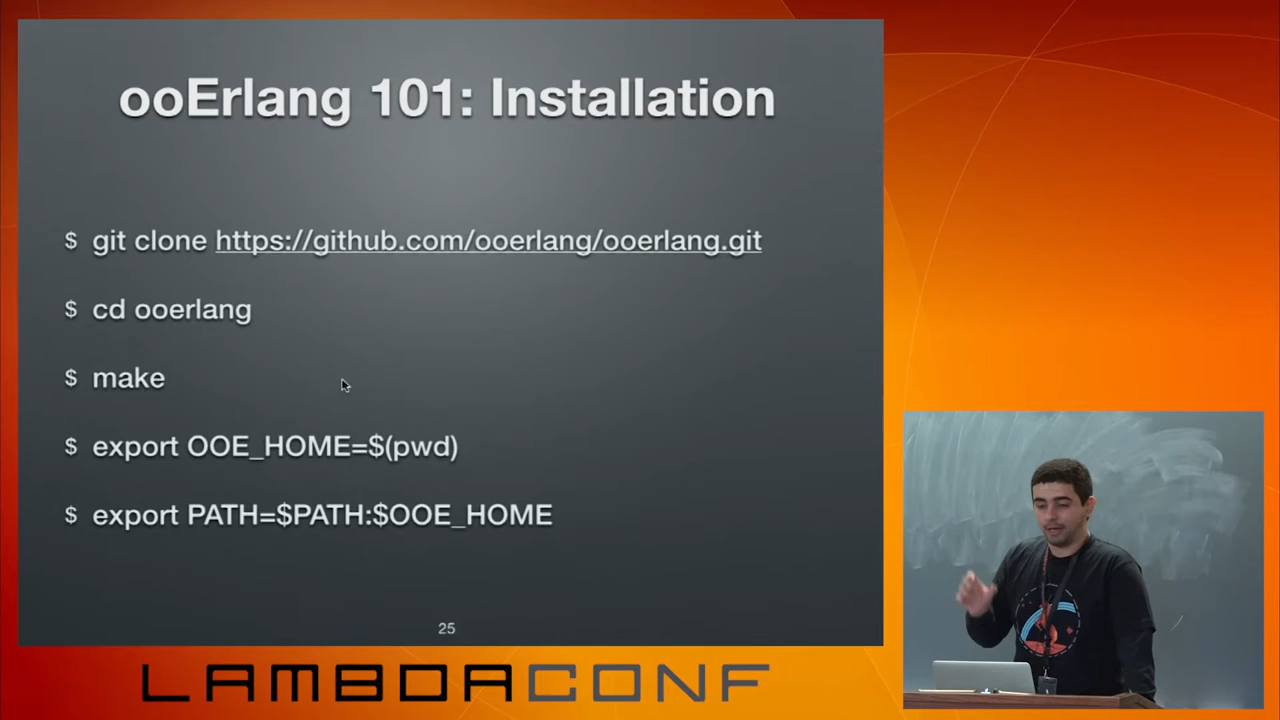 ooErlang 101: Installation
$ git clone https://github.com/ooerlang/ooerlang.git
$ cd ooerlang
$ make
$ export OOE_HOME=$(pwd)
$ export PATH=$PATH:$OOE_HOME
25
LAMBDACONF